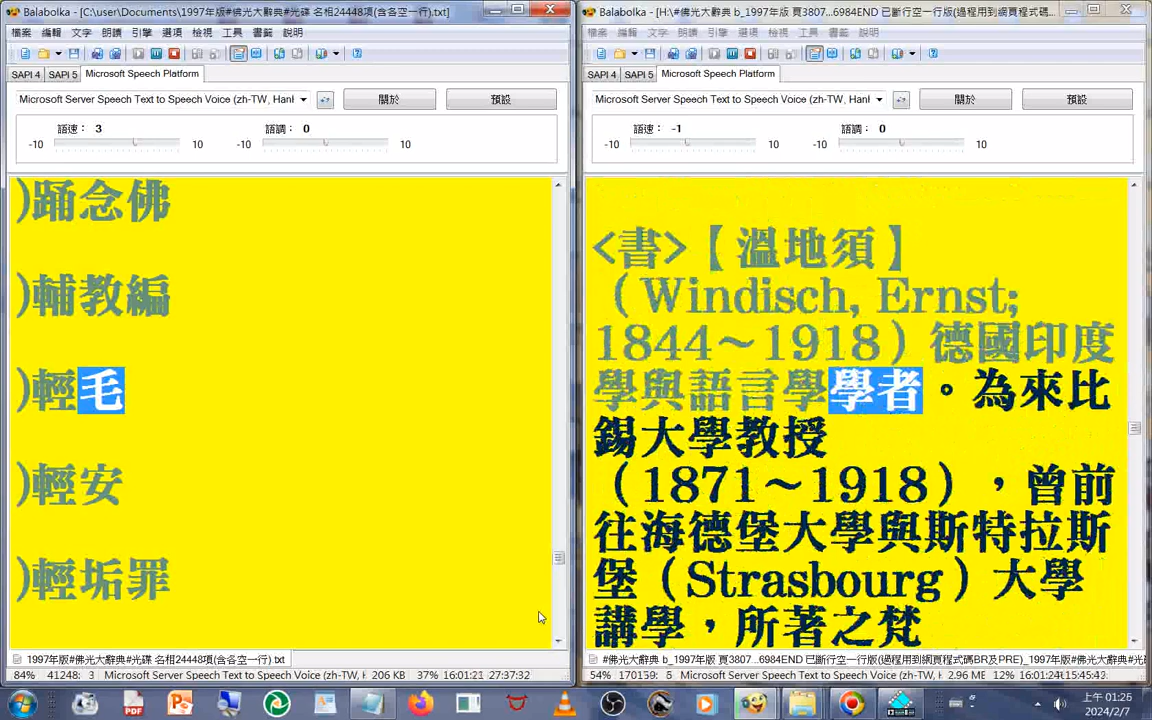 Balabolka - [C:\user\Documents\1997年版#佛光大辭典#光碟 名相24448項(含各空一行).txt]
檔案 編輯 文字 朗讀 引擎 選項 檢視 工具 書籤 說明
SAPI 4 SAPI 5 Microsoft Speech Platform
Microsoft Server Speech Text to Speech Voice (zh-TW, Hanl
關於 預設
語速： 3 語調： 0
-10 10 -10 10
)踊念佛
)輔教編
)輕毛
)輕安
)輕垢罪
1997年版#佛光大辭典#光碟 名相24448項(含各空一行).txt
84% 41248: 3 Microsoft Server Speech Text to Speech Voice (zh-TW, H 206 KB 37% 16:01:21 27:37:32
Balabolka - [H:\#佛光大辭典 b_1997年版 頁3807...6984END 已斷行空一行版(過程用到網頁程式碼...
檔案 編輯 文字 朗讀 引擎 選項 檢視 工具 書籤 說明
SAPI 4 SAPI 5 Microsoft Speech Platform
Microsoft Server Speech Text to Speech Voice (zh-TW, Hanl
關於 預設
語速： -1 語調： 0
-10 10 -10 10
<書>【溫地須】
（Windisch, Ernst;
1844～1918）德國印度
學與語言學學者。為來比
錫大學教授
（1871～1918），曾前
往海德堡大學與斯特拉斯
堡（Strasbourg）大學
講學，所著之梵
#佛光大辭典 b_1997年版 頁3807...6984END 已斷行空一行版(過程用到網頁程式碼BR及PRE)_1997年版#光
54% 170159: 5 Microsoft Server Speech Text to Speech Voice (zh-TW, H 2.96 MB 12% 16:01:24
上午 01:26
2024/2/7